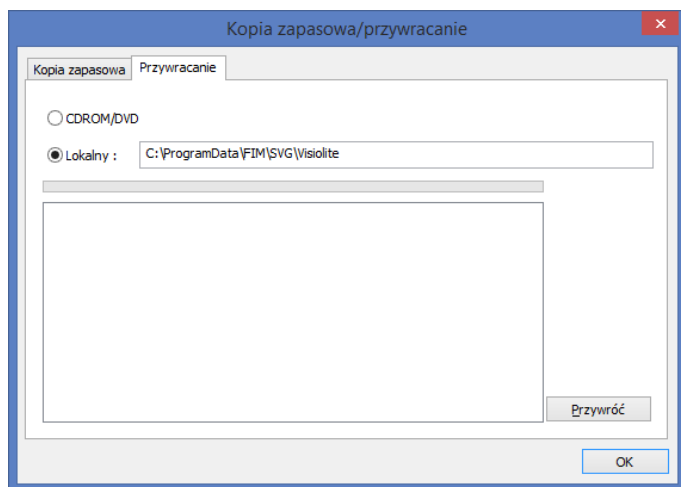 Kopia zapasowa/przywracanie
Kopia zapasowa Przywracanie
CDROM/DVD
Lokalny : C:\ProgramData\FIM\SVG\Visiolite
Przywróć
OK